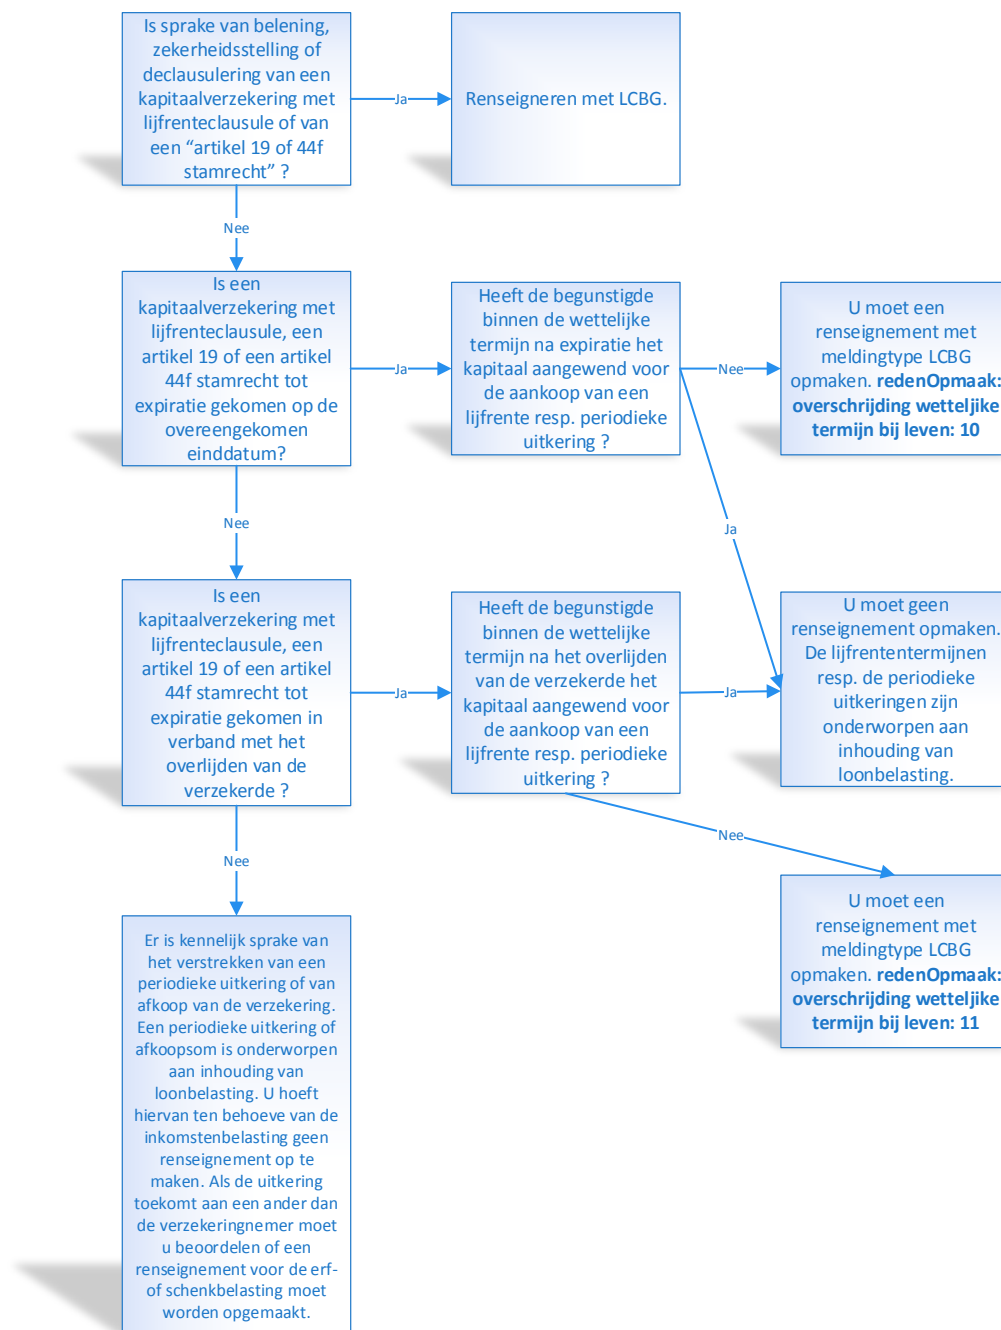 Is sprake van belening,
zekerheidsstelling of
declausulering van een
kapitaalverzekering met
lijfrenteclausule of van
een “artikel 19 of 44f
stamrecht” ?
Ja
Renseigneren met LCBG.
Nee
Is een
kapitaalverzekering met
lijfrenteclausule, een
artikel 19 of een artikel
44f stamrecht tot
expiratie gekomen op de
overeengekomen
einddatum?
Ja
Heeft de begunstigde
binnen de wettelijke
termijn na expiratie het
kapitaal aangewend voor
de aankoop van een
lijfrente resp. periodieke
uitkering ?
Nee
U moet een
renseignement met
meldingtype LCBG
opmaken. redenOpmaak:
overschrijding wetteljike
termijn bij leven: 10
Ja
Nee
Is een
kapitaalverzekering met
lijfrenteclausule, een
artikel 19 of een artikel
44f stamrecht tot
expiratie gekomen in
verband met het
overlijden van de
verzekerde ?
Ja
Heeft de begunstigde
binnen de wettelijke
termijn na het overlijden
van de verzekerde het
kapitaal aangewend voor
de aankoop van een
lijfrente resp. periodieke
uitkering ?
Ja
U moet geen
renseignement opmaken.
De lijfrententermijnen
resp. de periodieke
uitkeringen zijn
onderworpen aan
inhouding van
loonbelasting.
Nee
U moet een
renseignement met
meldingtype LCBG
opmaken. redenOpmaak:
overschrijding wetteljike
termijn bij leven: 11
Nee
Er is kennelijk sprake van
het verstrekken van een
periodieke uitkering of van
afkoop van de verzekering.
Een periodieke uitkering of
afkoopsom is onderworpen
aan inhouding van
loonbelasting. U hoeft
hiervan ten behoeve van de
inkomstenbelasting geen
renseignement op te
maken. Als de uitkering
toekomt aan een ander dan
de verzekeringnemer moet
u beoordelen of een
renseignement voor de erf-
of schenkbelasting moet
worden opgemaakt.